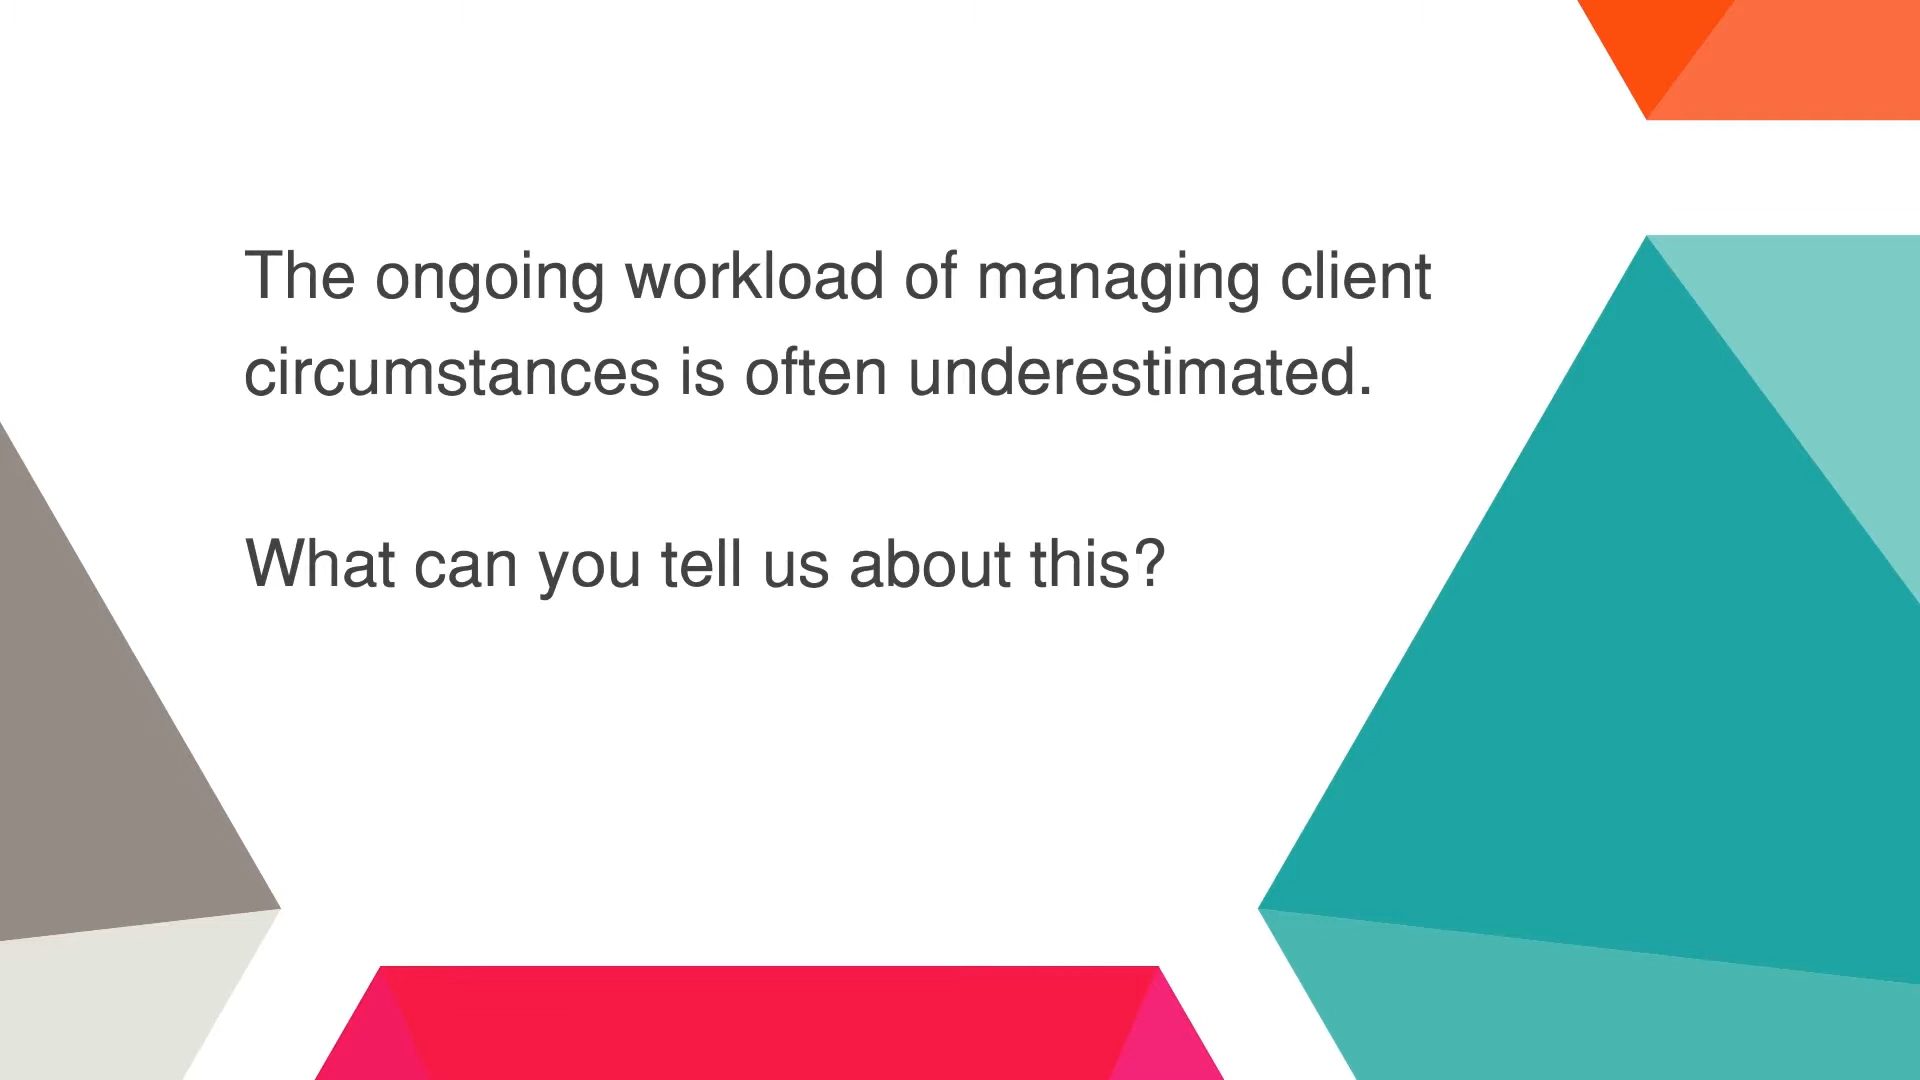 The ongoing workload of managing client
circumstances is often underestimated.
What can you tell us about this?